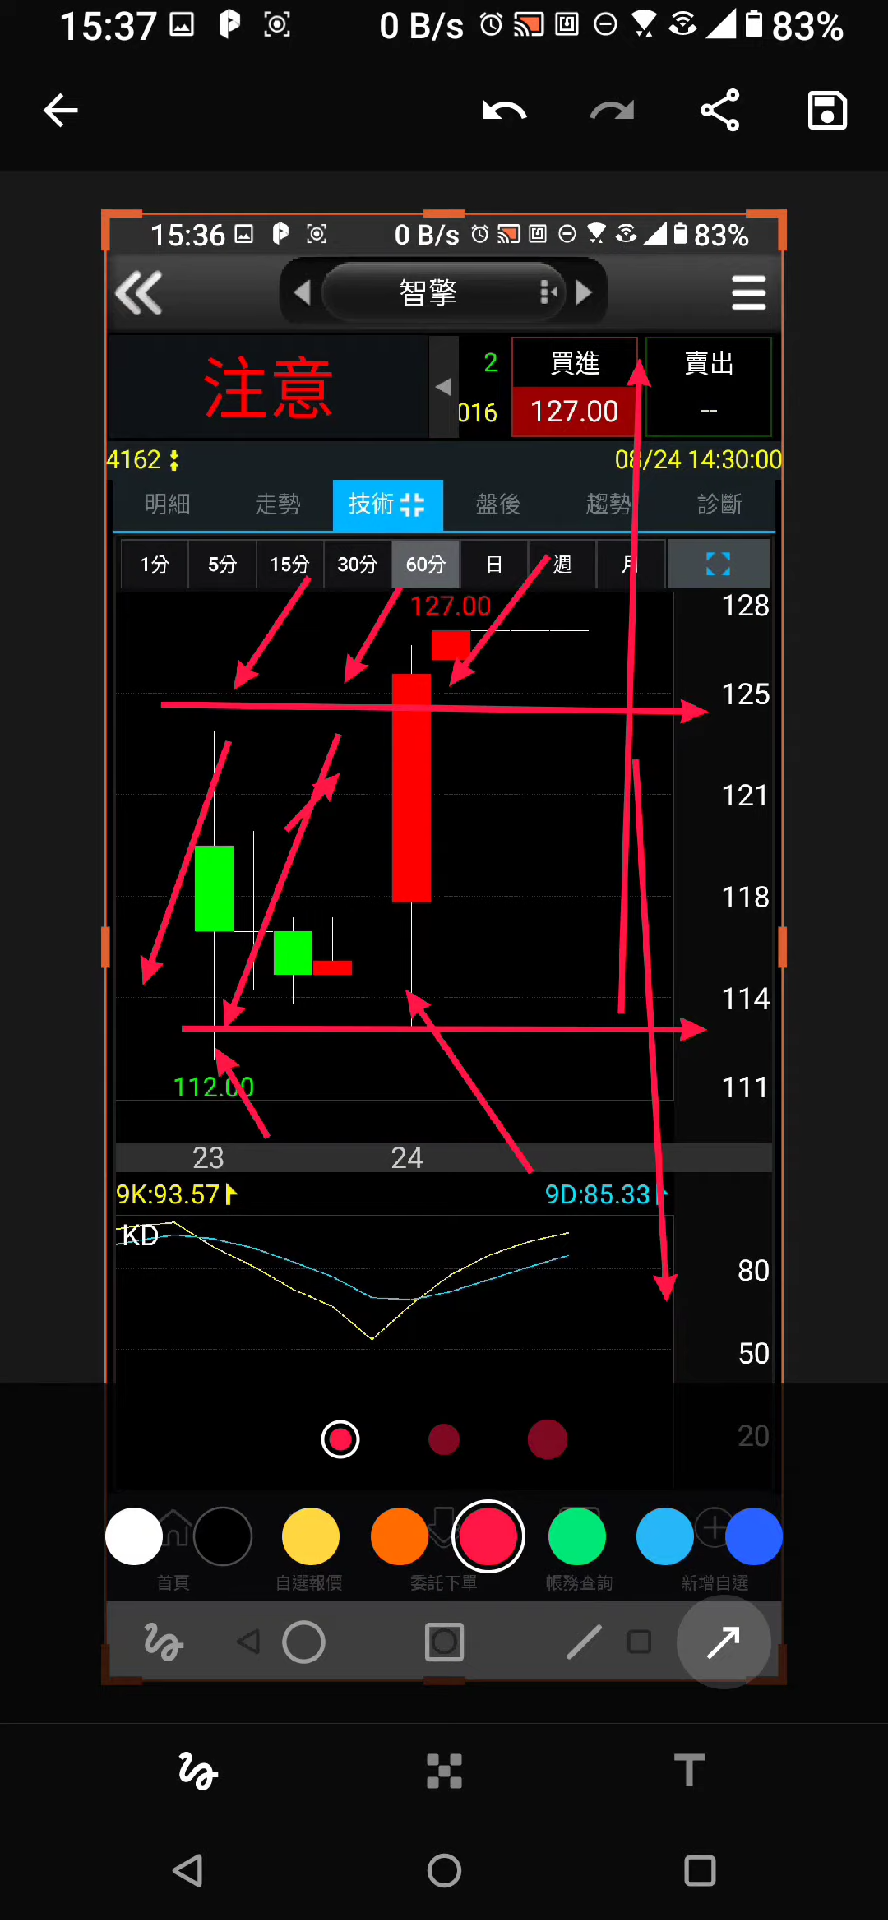 15:37 0 B/s 83%
15:36 0 B/s 83%
智擎
注意 2 買進 賣出
016 127.00 --
4162 08/24 14:30:00
明細 走勢 技術 盤後 趨勢 診斷
1分 5分 15分 30分 60分 日 週 月
127.00 128
125
121
118
114
112.00 111
23 24
9K:93.57 9D:85.33
KD
80
50
20
首頁 自選報價 委託下單 帳務查詢 新增自選
T